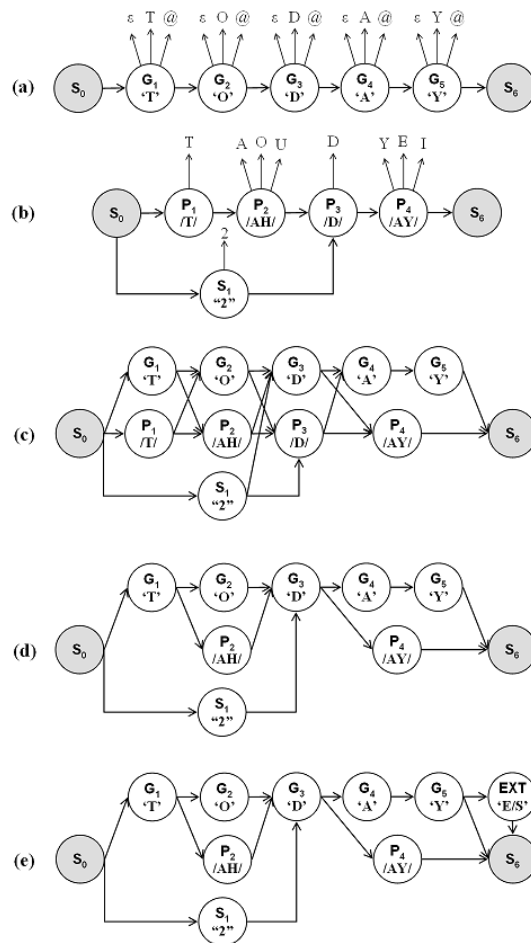 ε T @ ε O @ ε D @ ε A @ ε Y @
(a) S0 G1 'T' G2 'O' G3 'D' G4 'A' G5 'Y' S6
T A O U D Y E I
(b) S0 P1 /T/ P2 /AH/ P3 /D/ P4 /AY/ S6
2
S1 "2"
G1 'T' G2 'O' G3 'D' G4 'A' G5 'Y'
(c) S0 P1 /T/ P2 /AH/ P3 /D/ P4 /AY/ S6
S1 "2"
G1 'T' G2 'O' G3 'D' G4 'A' G5 'Y'
(d) S0 P2 /AH/ P4 /AY/ S6
S1 "2"
G1 'T' G2 'O' G3 'D' G4 'A' G5 'Y' EXT 'E/S'
(e) S0 P2 /AH/ P4 /AY/ S6
S1 "2"